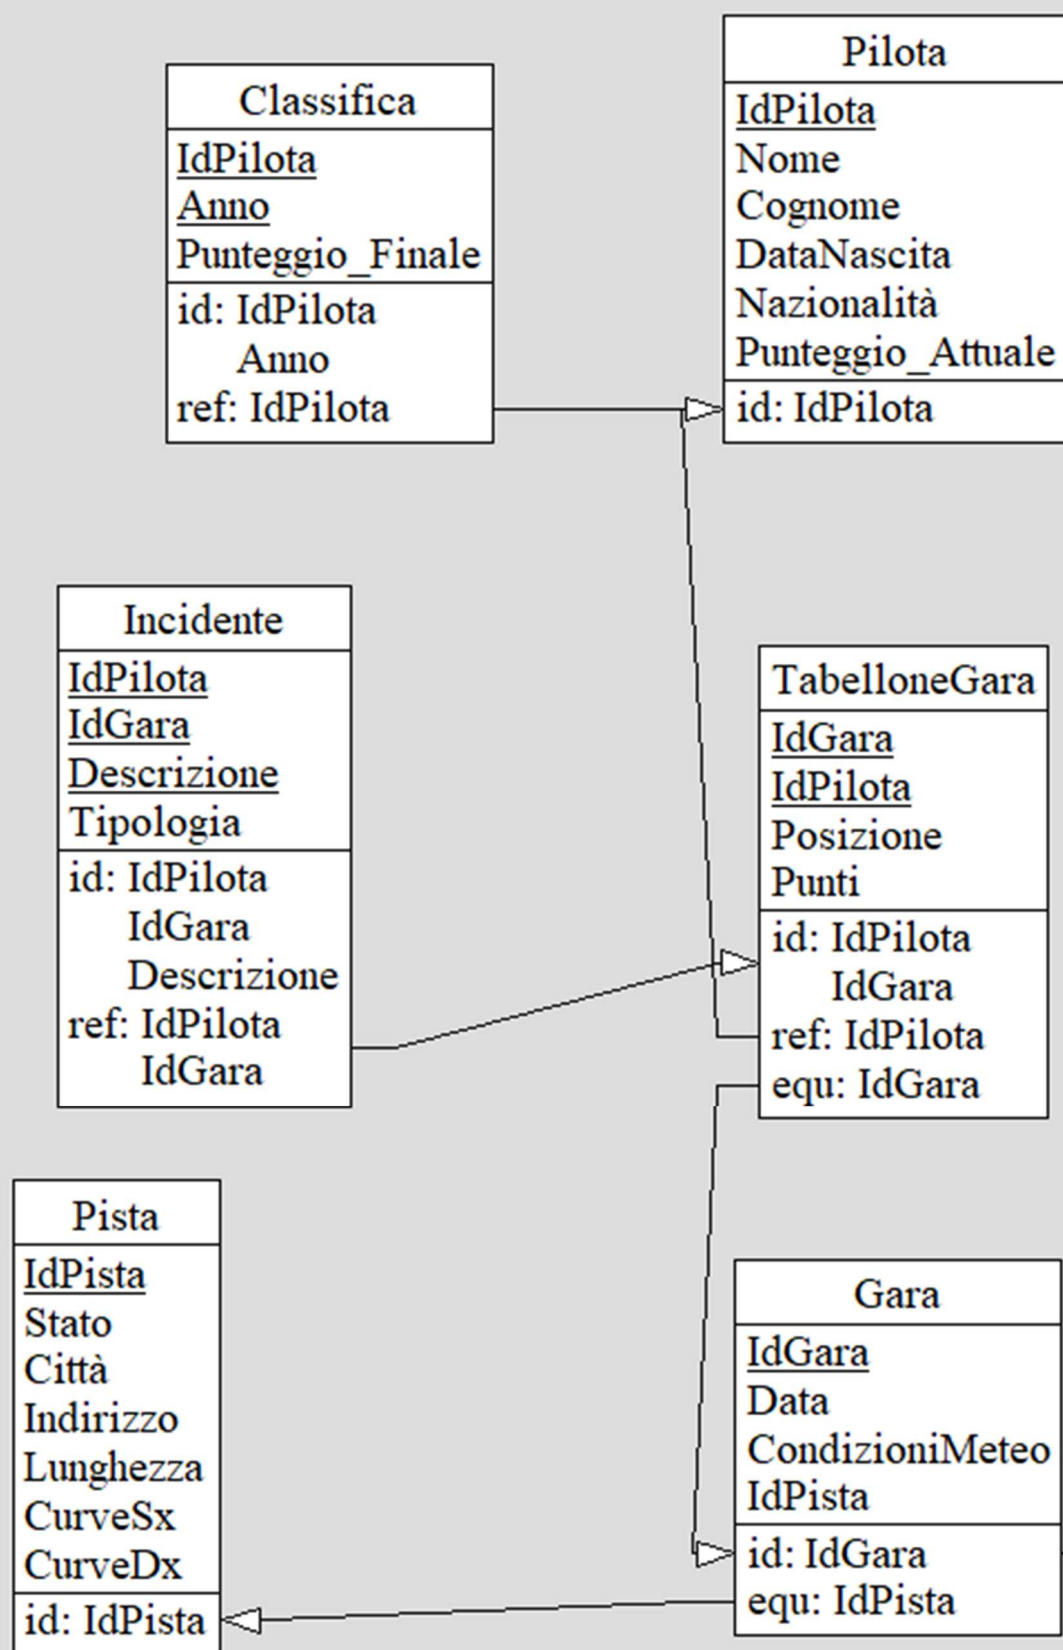 Classifica
IdPilota
Anno
Punteggio_Finale
id: IdPilota
Anno
ref: IdPilota
Pilota
IdPilota
Nome
Cognome
DataNascita
Nazionalità
Punteggio_Attuale
id: IdPilota
Incidente
IdPilota
IdGara
Descrizione
Tipologia
id: IdPilota
IdGara
Descrizione
ref: IdPilota
IdGara
TabelloneGara
IdGara
IdPilota
Posizione
Punti
id: IdPilota
IdGara
ref: IdPilota
equ: IdGara
Pista
IdPista
Stato
Città
Indirizzo
Lunghezza
CurveSx
CurveDx
id: IdPista
Gara
IdGara
Data
CondizioniMeteo
IdPista
id: IdGara
equ: IdPista